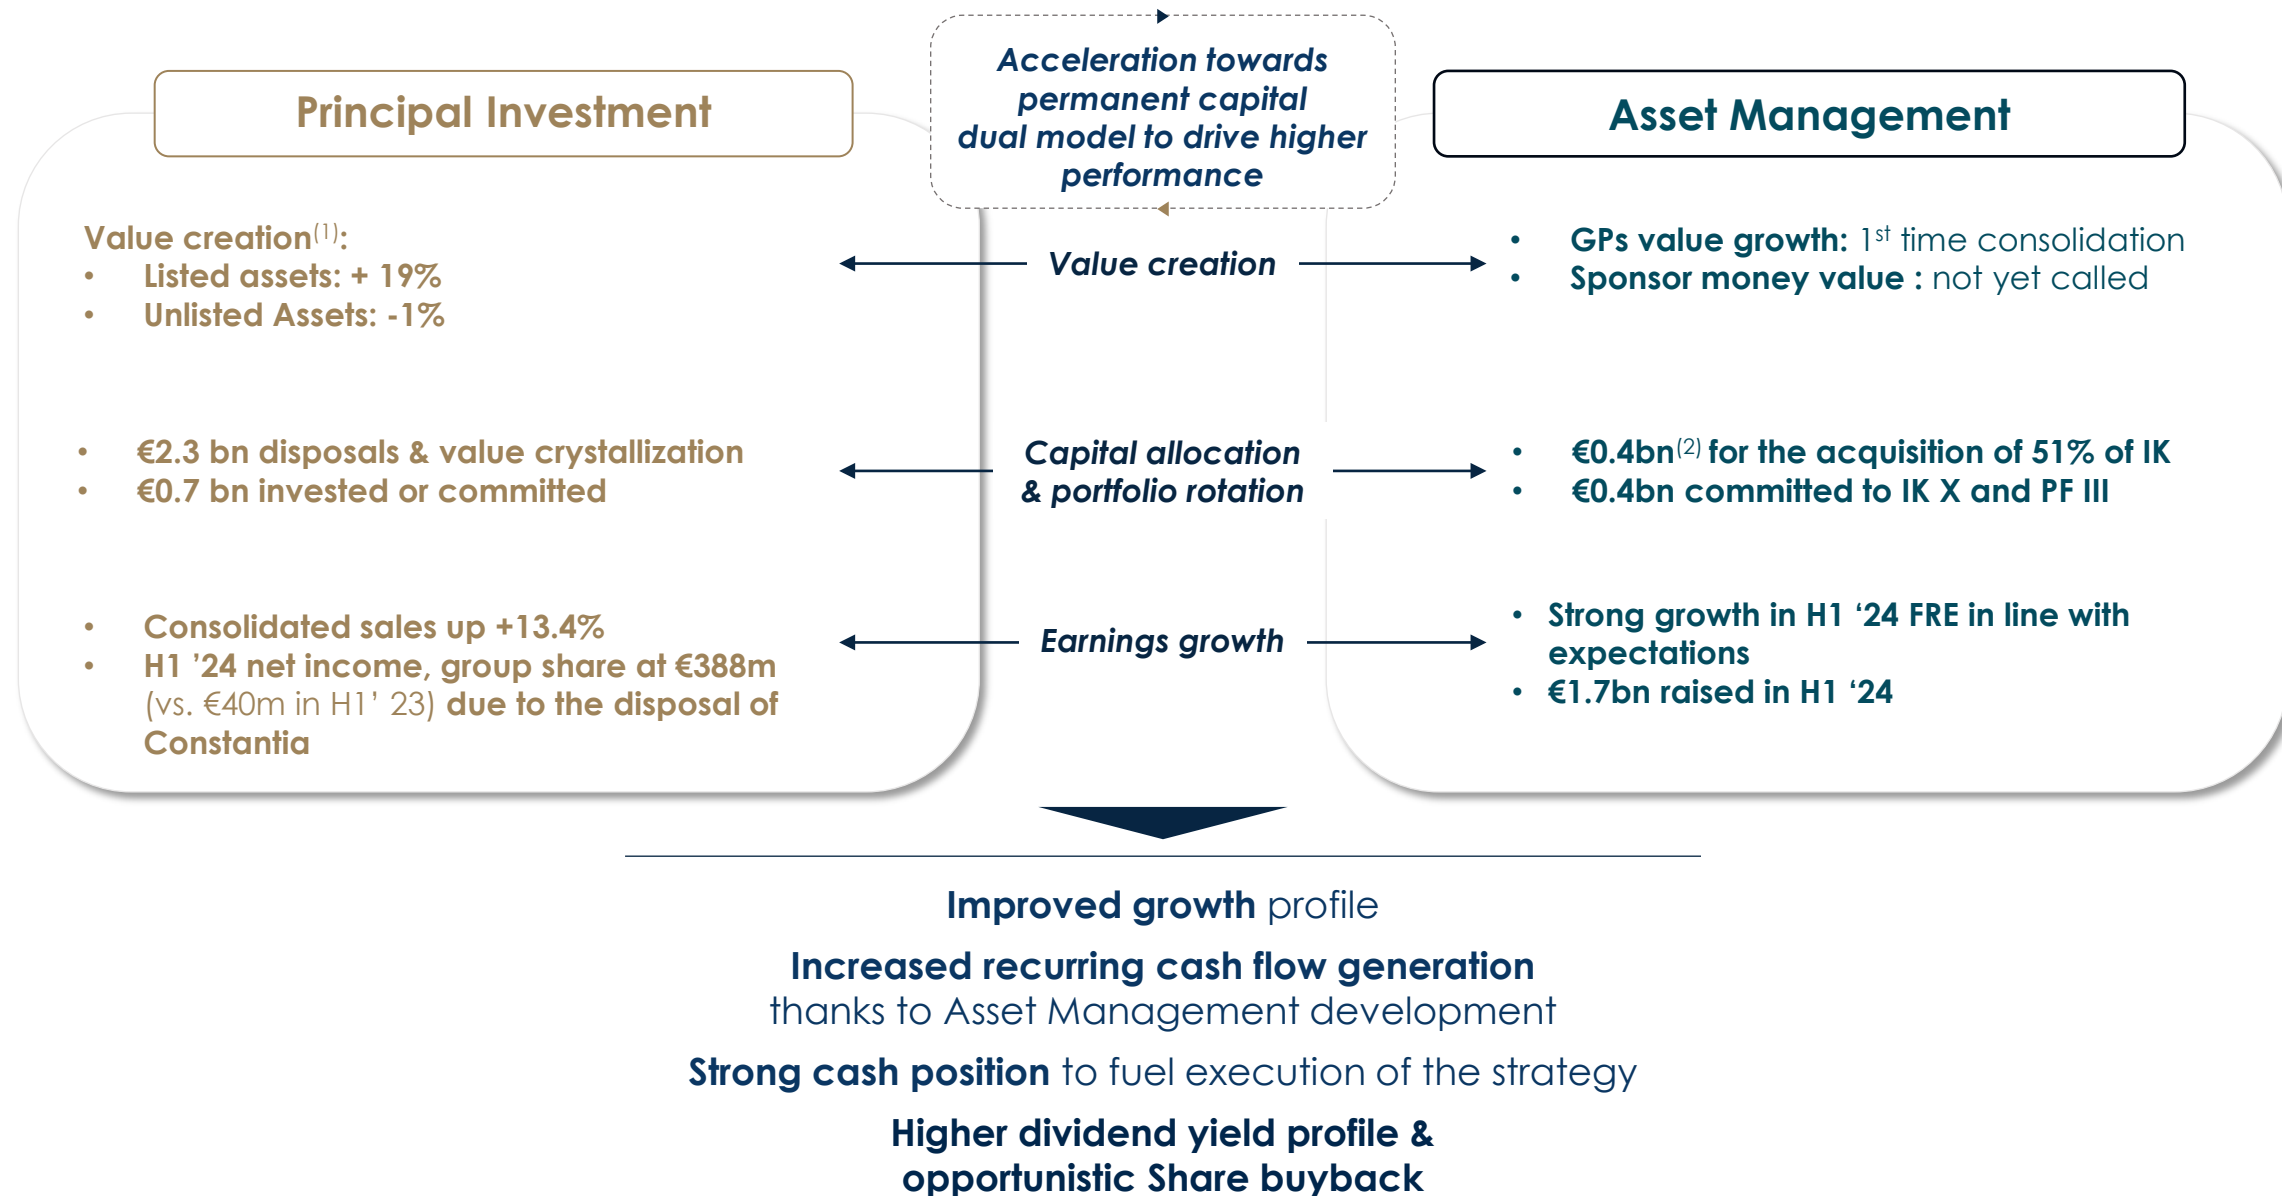 Acceleration towards
permanent capital
dual model to drive higher
performance
Principal Investment
Value creation(1):
• Listed assets: + 19%
• Unlisted Assets: -1%
• €2.3 bn disposals & value crystallization
• €0.7 bn invested or committed
• Consolidated sales up +13.4%
• H1 ’24 net income, group share at €388m
(vs. €40m in H1’ 23) due to the disposal of
Constantia
Value creation
Capital allocation
& portfolio rotation
Earnings growth
Asset Management
• GPs value growth: 1st time consolidation
• Sponsor money value : not yet called
• €0.4bn(2) for the acquisition of 51% of IK
• €0.4bn committed to IK X and PF III
• Strong growth in H1 ‘24 FRE in line with
expectations
• €1.7bn raised in H1 ‘24
Improved growth profile
Increased recurring cash flow generation
thanks to Asset Management development
Strong cash position to fuel execution of the strategy
Higher dividend yield profile &
opportunistic Share buyback